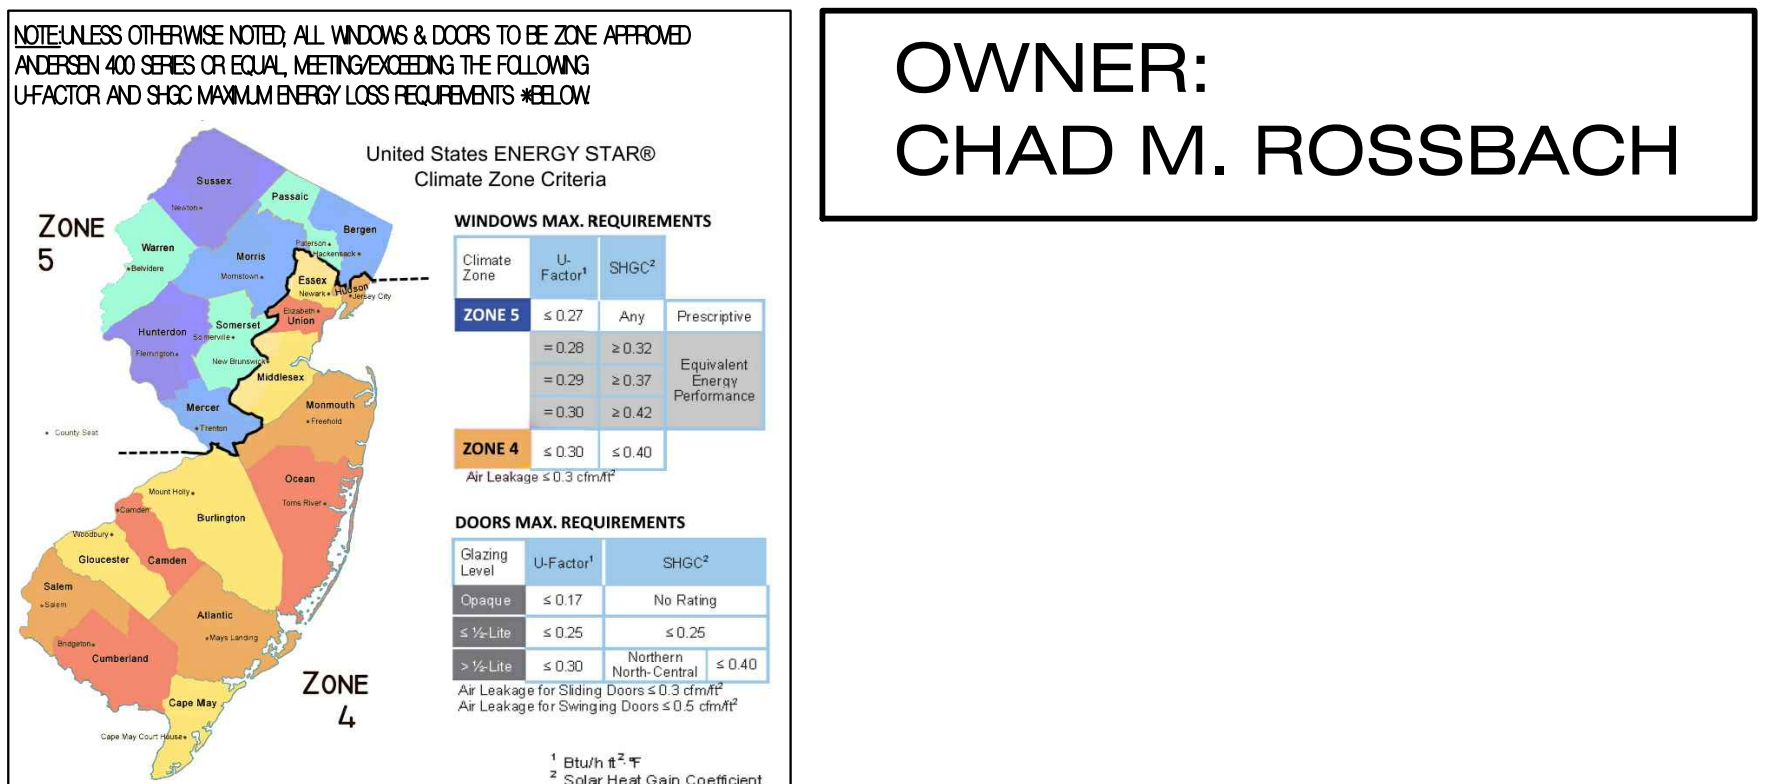 NOTE:UNLESS OTHERWISE NOTED; ALL WINDOWS & DOORS TO BE ZONE APPROVED
ANDERSEN 400 SERIES OR EQUAL, MEETING/EXCEEDING THE FOLLOWING
U-FACTOR AND SHGC MAXIMUM ENERGY LOSS REQUIREMENTS *BELOW.
OWNER:
CHAD M. ROSSBACH
United States ENERGY STAR®
Climate Zone Criteria
ZONE
5
Sussex
Newton
Passaic
Bergen
Paterson
Hackensack
Warren
Belvidere
Morris
Morristown
Essex
Newark
Hudson
Jersey City
Elizabeth
Union
Hunterdon
Flemington
Somerset
Somerville
New Brunswick
Middlesex
Mercer
Trenton
Monmouth
Freehold
• County Seat
Ocean
Toms River
Mount Holly
Camden
Burlington
Woodbury
Gloucester
Camden
Salem
Salem
Atlantic
Mays Landing
Bridgeton
Cumberland
Cape May
Cape May Court House
ZONE
4
WINDOWS MAX. REQUIREMENTS
Climate Zone U-Factor¹ SHGC²
ZONE 5 ≤ 0.27 Any Prescriptive
= 0.28 ≥ 0.32
= 0.29 ≥ 0.37 Equivalent Energy Performance
= 0.30 ≥ 0.42
ZONE 4 ≤ 0.30 ≤ 0.40
Air Leakage ≤ 0.3 cfm/ft²
DOORS MAX. REQUIREMENTS
Glazing Level U-Factor¹ SHGC²
Opaque ≤ 0.17 No Rating
≤ ½-Lite ≤ 0.25 ≤ 0.25
> ½-Lite ≤ 0.30 Northern North-Central ≤ 0.40
Air Leakage for Sliding Doors ≤ 0.3 cfm/ft²
Air Leakage for Swinging Doors ≤ 0.5 cfm/ft²
¹ Btu/h ft²·°F
² Solar Heat Gain Coefficient